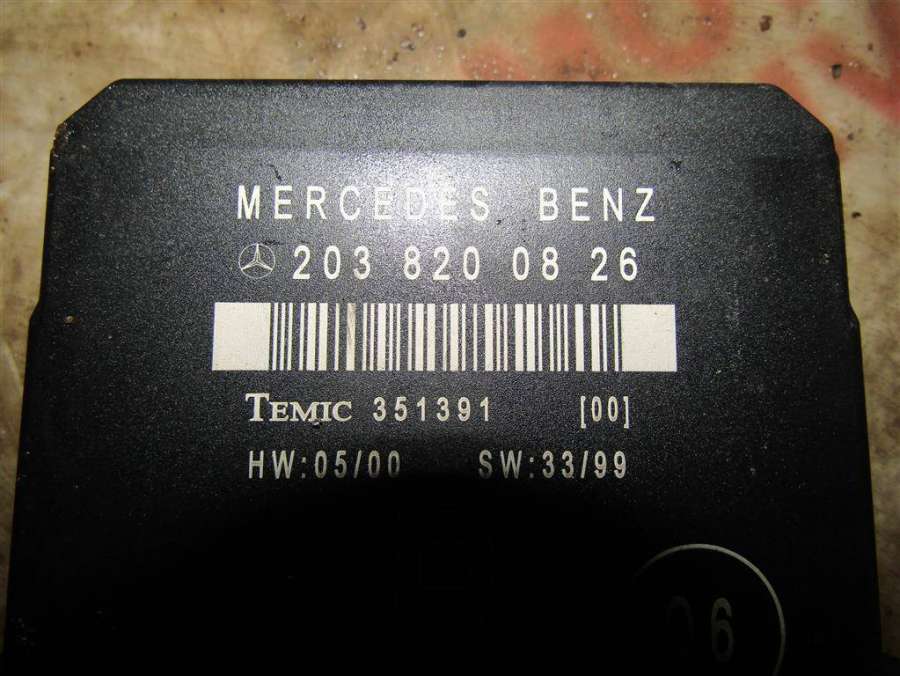 MERCEDES BENZ
203 820 08 26
TEMIC 351391 [00]
HW:05/00 SW:33/99